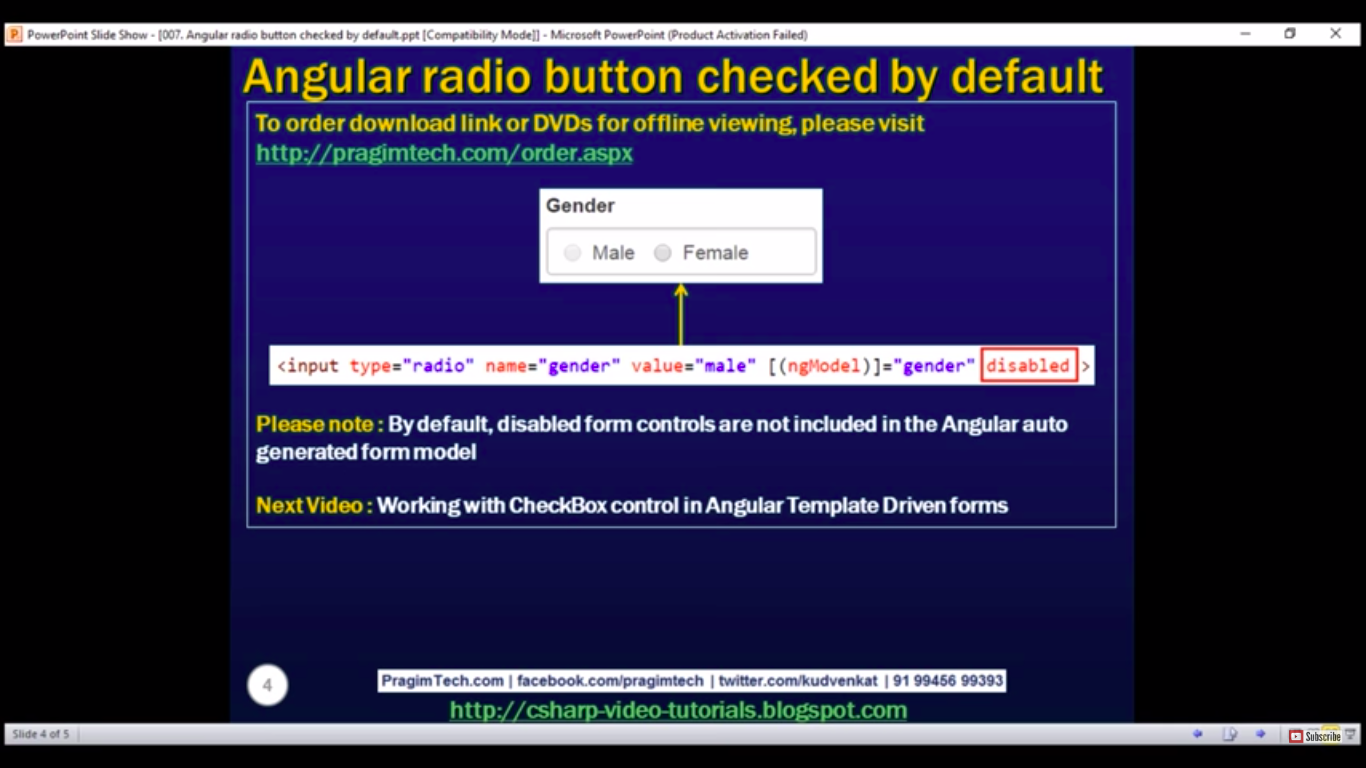 PowerPoint Slide Show - [007. Angular radio button checked by default.ppt [Compatibility Mode]] - Microsoft PowerPoint (Product Activation Failed)
Angular radio button checked by default
To order download link or DVDs for offline viewing, please visit
http://pragimtech.com/order.aspx
Gender
Male Female
<input type="radio" name="gender" value="male" [(ngModel)]="gender" disabled >
Please note : By default, disabled form controls are not included in the Angular auto
generated form model
Next Video : Working with CheckBox control in Angular Template Driven forms
4
PragimTech.com | facebook.com/pragimtech | twitter.com/kudvenkat | 91 99456 99393
http://csharp-video-tutorials.blogspot.com
Slide 4 of 5
Subscribe